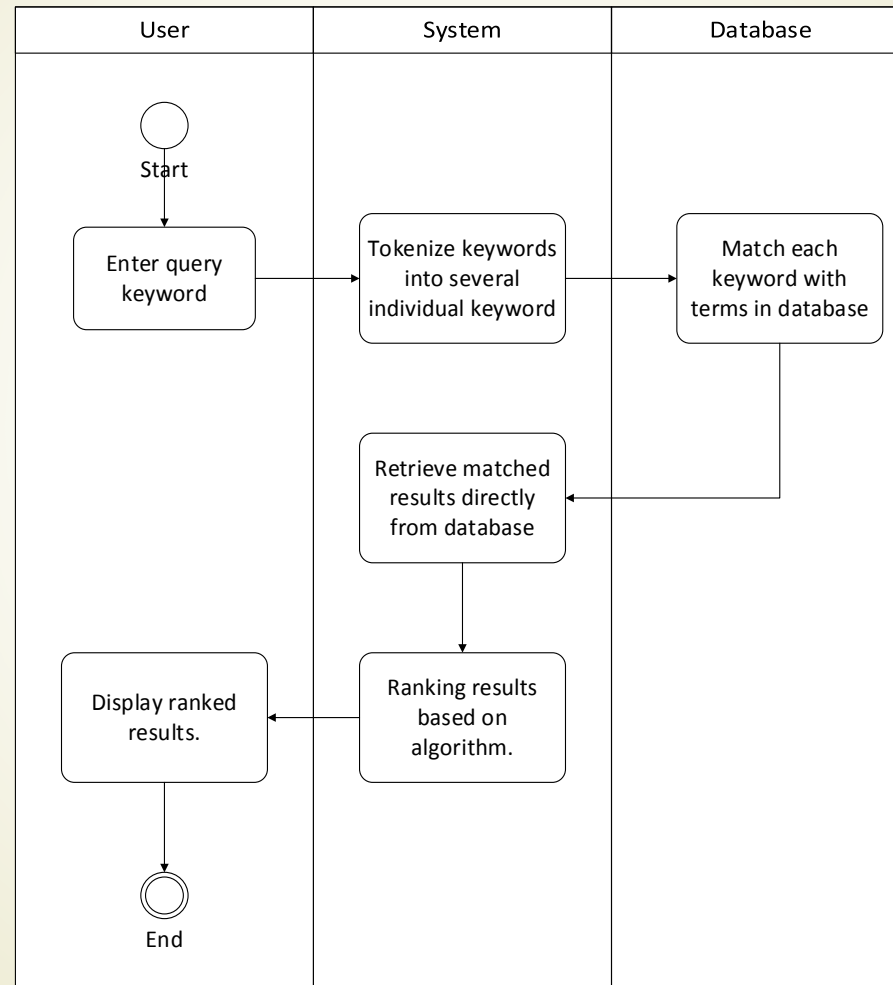 User
System
Database
Start
Enter query
keyword
Tokenize keywords
into several
individual keyword
Match each
keyword with
terms in database
Retrieve matched
results directly
from database
Display ranked
results.
Ranking results
based on
algorithm.
End